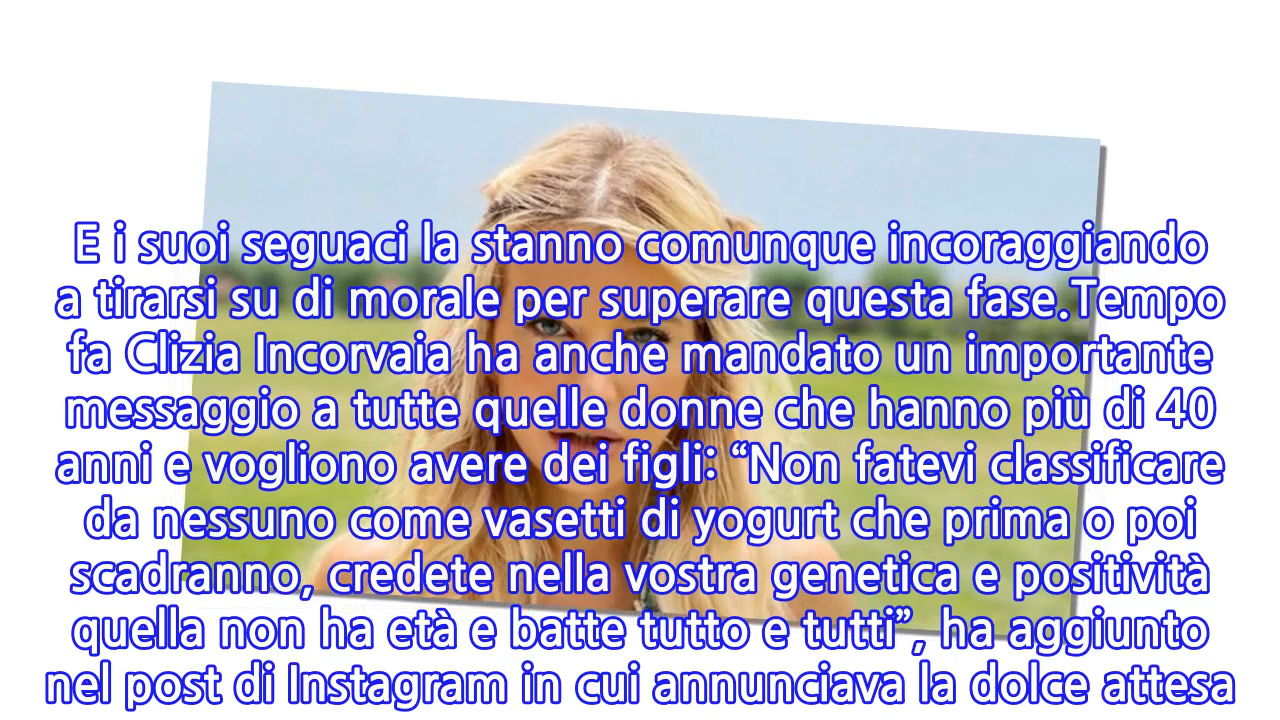 E i suoi seguaci la stanno comunque incoraggiando
a tirarsi su di morale per superare questa fase.Tempo
fa Clizia Incorvaia ha anche mandato un importante
messaggio a tutte quelle donne che hanno più di 40
anni e vogliono avere dei figli: “Non fatevi classificare
da nessuno come vasetti di yogurt che prima o poi
scadranno, credete nella vostra genetica e positività
quella non ha età e batte tutto e tutti”, ha aggiunto
nel post di Instagram in cui annunciava la dolce attesa